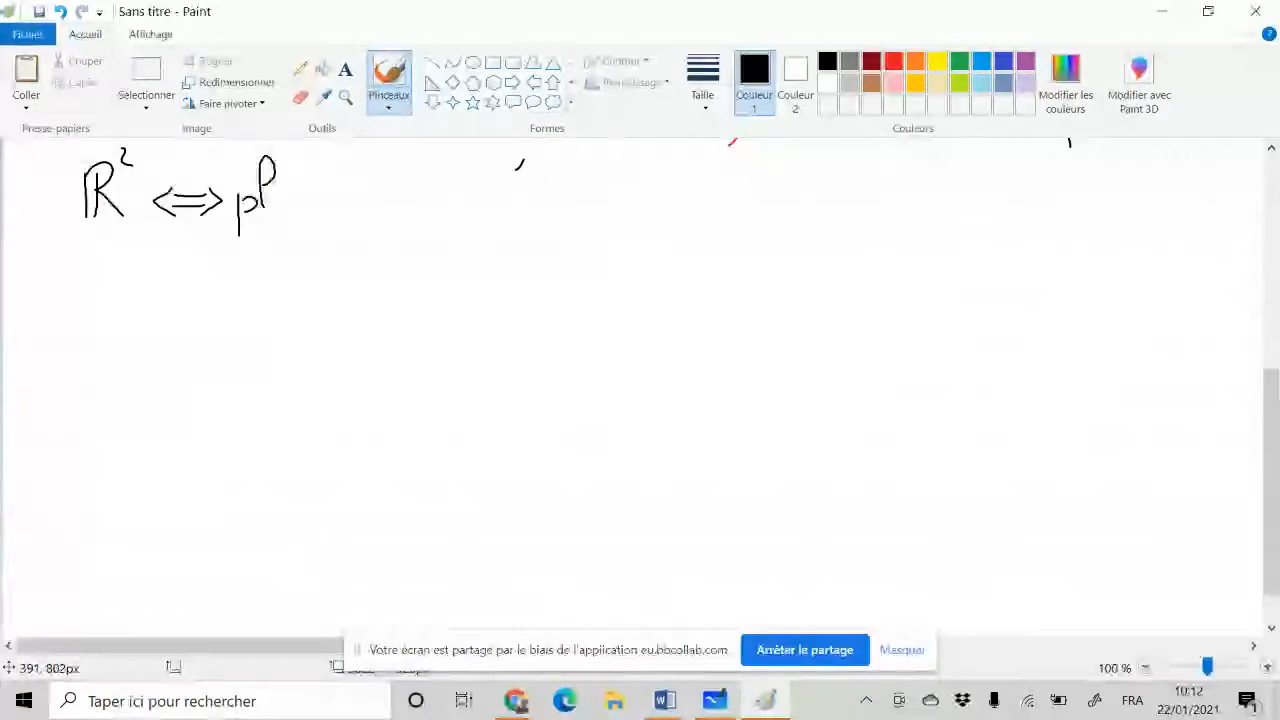 Sans titre - Paint
Fichier Accueil Affichage
Coller
Presse-papiers
Couper
Copier
Sélectionner
Rogner
Redimensionner
Faire pivoter
Image
A
Outils
Pinceaux
Formes
Contour
Remplissage
Taille
Couleur 1
Couleur 2
Couleurs
Modifier les couleurs
Modifier avec Paint 3D
ℝ² ⇔ pP
Votre écran est partagé par le biais de l'application eu.bbcollab.com.
Arrêter le partage
Masquer
391, 802px
100 %
Taper ici pour rechercher
FRA
10:12
22/01/2021